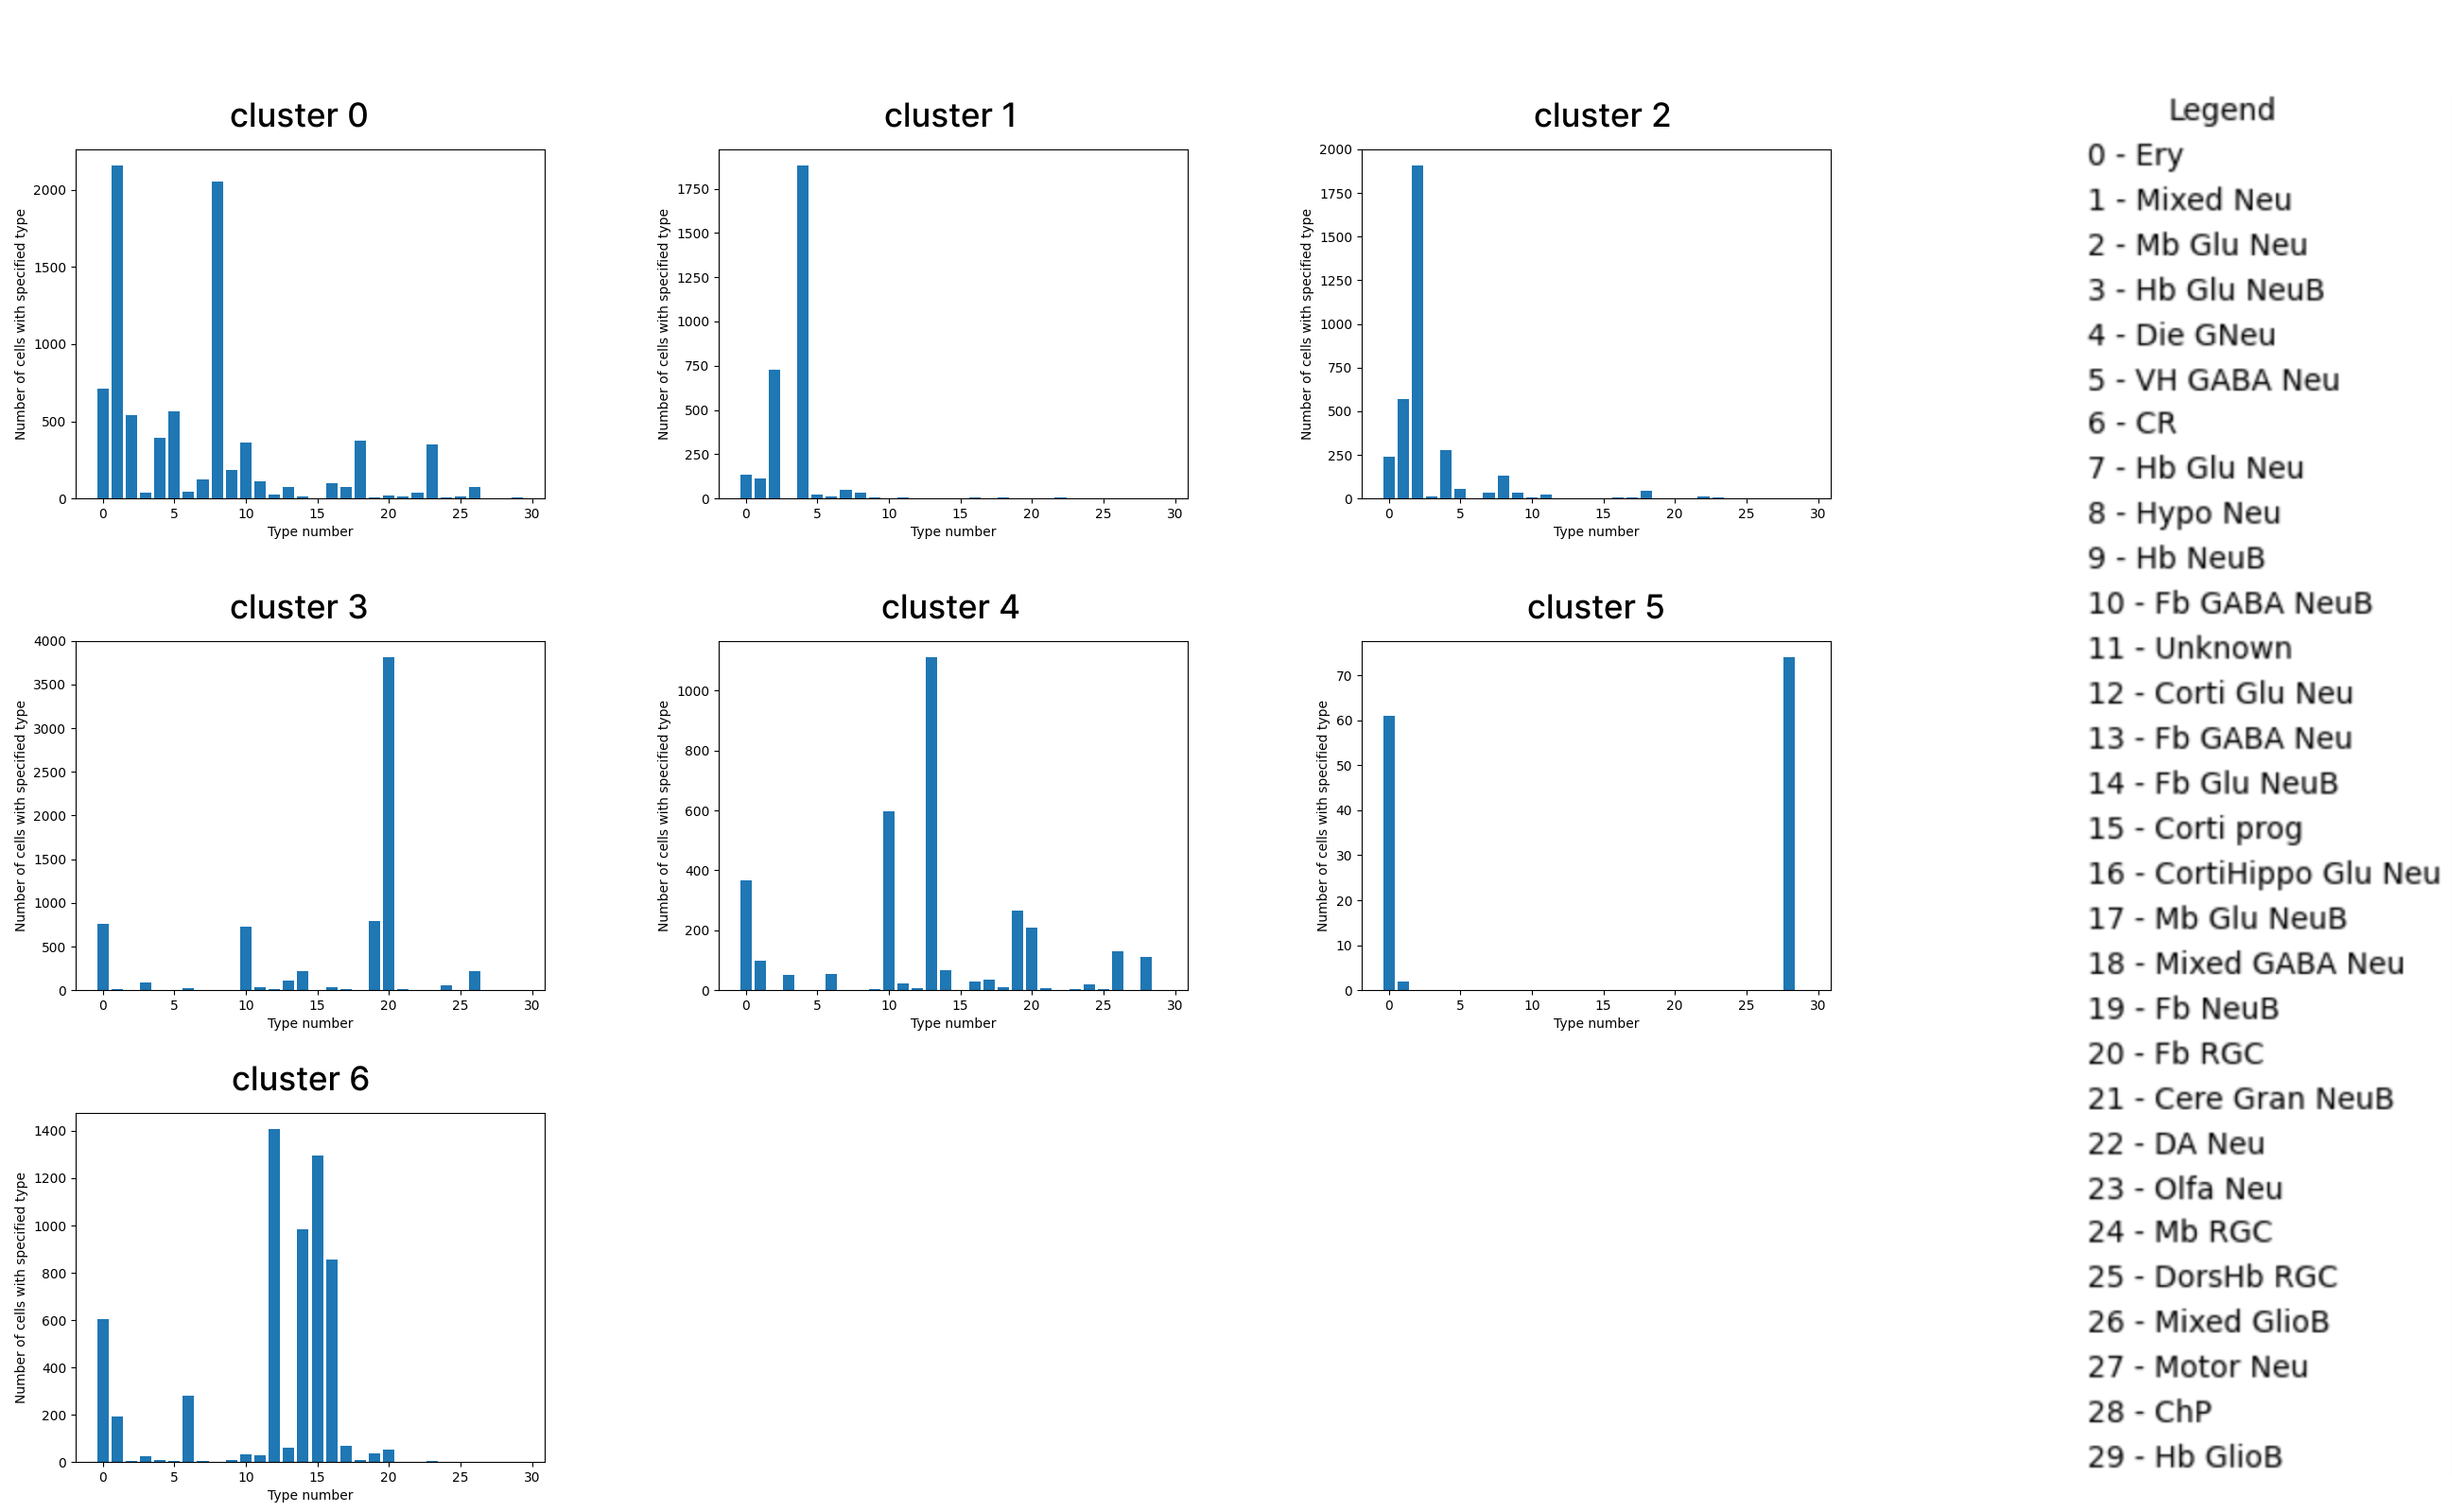 cluster 0
Number of cells with specified type
2000
1500
1000
500
0
0 5 10 15 20 25 30
Type number
cluster 1
Number of cells with specified type
1750
1500
1250
1000
750
500
250
0
0 5 10 15 20 25 30
Type number
cluster 2
Number of cells with specified type
2000
1750
1500
1250
1000
750
500
250
0
0 5 10 15 20 25 30
Type number
cluster 3
Number of cells with specified type
4000
3500
3000
2500
2000
1500
1000
500
0
0 5 10 15 20 25 30
Type number
cluster 4
Number of cells with specified type
1000
800
600
400
200
0
0 5 10 15 20 25 30
Type number
cluster 5
Number of cells with specified type
70
60
50
40
30
20
10
0
0 5 10 15 20 25 30
Type number
cluster 6
Number of cells with specified type
1400
1200
1000
800
600
400
200
0
0 5 10 15 20 25 30
Type number
Legend
0 - Ery
1 - Mixed Neu
2 - Mb Glu Neu
3 - Hb Glu NeuB
4 - Die GNeu
5 - VH GABA Neu
6 - CR
7 - Hb Glu Neu
8 - Hypo Neu
9 - Hb NeuB
10 - Fb GABA NeuB
11 - Unknown
12 - Corti Glu Neu
13 - Fb GABA Neu
14 - Fb Glu NeuB
15 - Corti prog
16 - CortiHippo Glu Neu
17 - Mb Glu NeuB
18 - Mixed GABA Neu
19 - Fb NeuB
20 - Fb RGC
21 - Cere Gran NeuB
22 - DA Neu
23 - Olfa Neu
24 - Mb RGC
25 - DorsHb RGC
26 - Mixed GlioB
27 - Motor Neu
28 - ChP
29 - Hb GlioB